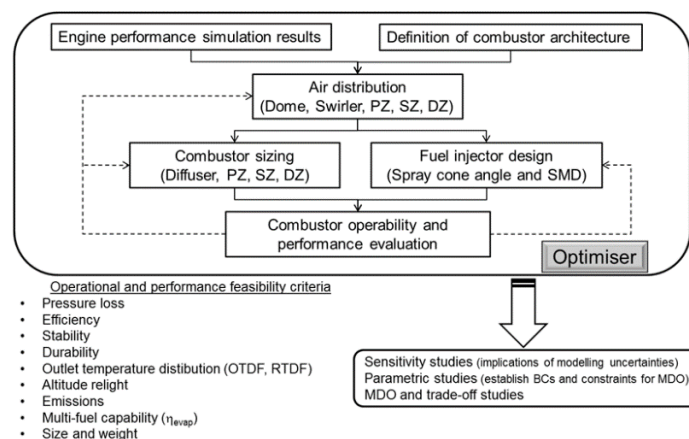 Engine performance simulation results
Definition of combustor architecture
Air distribution
(Dome, Swirler, PZ, SZ, DZ)
Combustor sizing
(Diffuser, PZ, SZ, DZ)
Fuel injector design
(Spray cone angle and SMD)
Combustor operability and
performance evaluation
Optimiser
Operational and performance feasibility criteria
• Pressure loss
• Efficiency
• Stability
• Durability
• Outlet temperature distibution (OTDF, RTDF)
• Altitude relight
• Emissions
• Multi-fuel capability (ηevap)
• Size and weight
Sensitivity studies (implications of modelling uncertainties)
Parametric studies (establish BCs and constraints for MDO)
MDO and trade-off studies